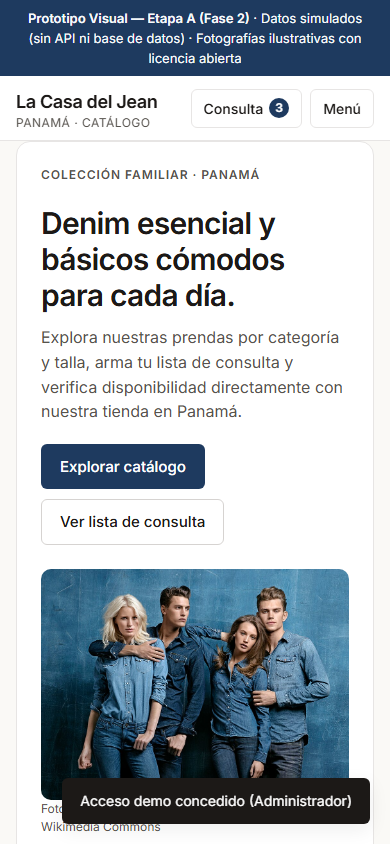 Prototipo Visual — Etapa A (Fase 2) · Datos simulados
(sin API ni base de datos) · Fotografías ilustrativas con
licencia abierta
La Casa del Jean
PANAMÁ · CATÁLOGO
Consulta 3
Menú
COLECCIÓN FAMILIAR · PANAMÁ
Denim esencial y
básicos cómodos
para cada día.
Explora nuestras prendas por categoría
y talla, arma tu lista de consulta y
verifica disponibilidad directamente con
nuestra tienda en Panamá.
Explorar catálogo
Ver lista de consulta
Acceso demo concedido (Administrador)
Wikimedia Commons